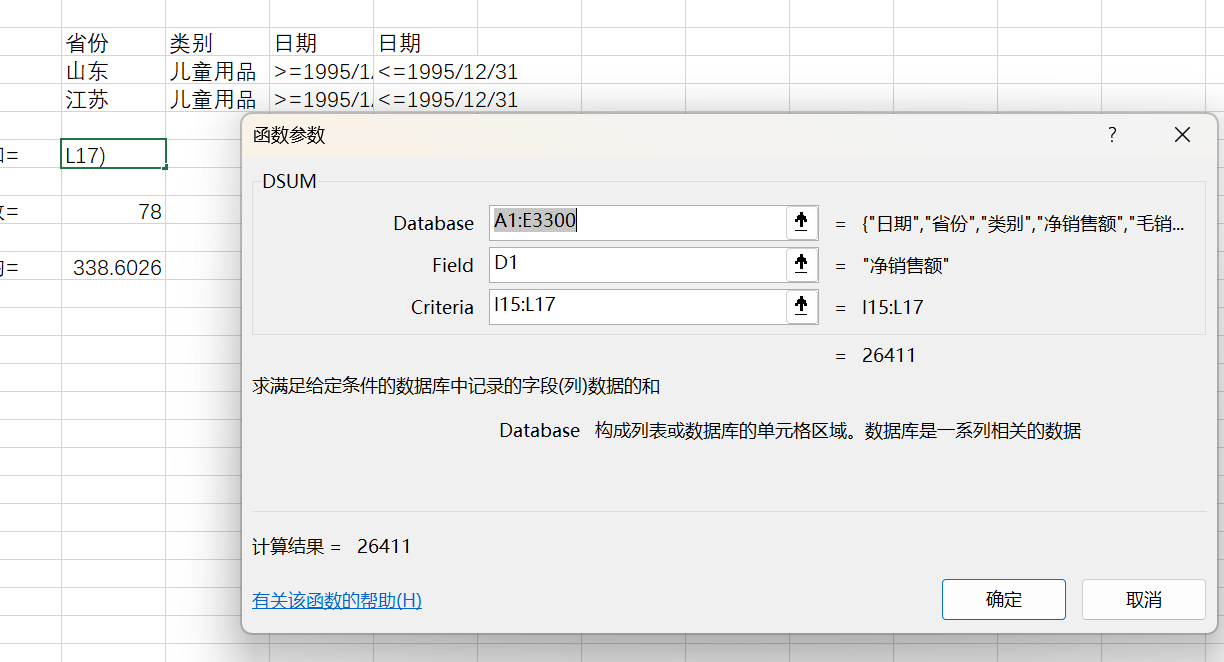 省份 类别 日期 日期
山东 儿童用品 >=1995/1/ <=1995/12/31
江苏 儿童用品 >=1995/1/ <=1995/12/31
函数参数 ?
= L17)
DSUM
= 78
Database A1:E3300 = {"日期","省份","类别","净销售额","毛销...
Field D1 = "净销售额"
= 338.6026
Criteria I15:L17 = I15:L17
= 26411
求满足给定条件的数据库中记录的字段(列)数据的和
Database 构成列表或数据库的单元格区域。数据库是一系列相关的数据
计算结果 = 26411
有关该函数的帮助(H) 确定 取消